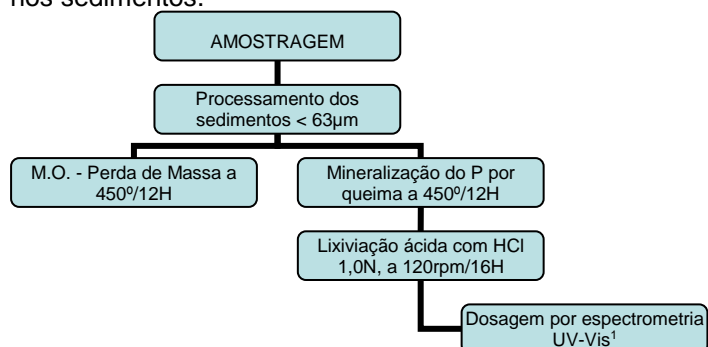 nos sedimentos.
AMOSTRAGEM
Processamento dos
sedimentos < 63µm
M.O. - Perda de Massa a
450º/12H
Mineralização do P por
queima a 450º/12H
Lixiviação ácida com HCl
1,0N, a 120rpm/16H
Dosagem por espectrometria
UV-Vis¹